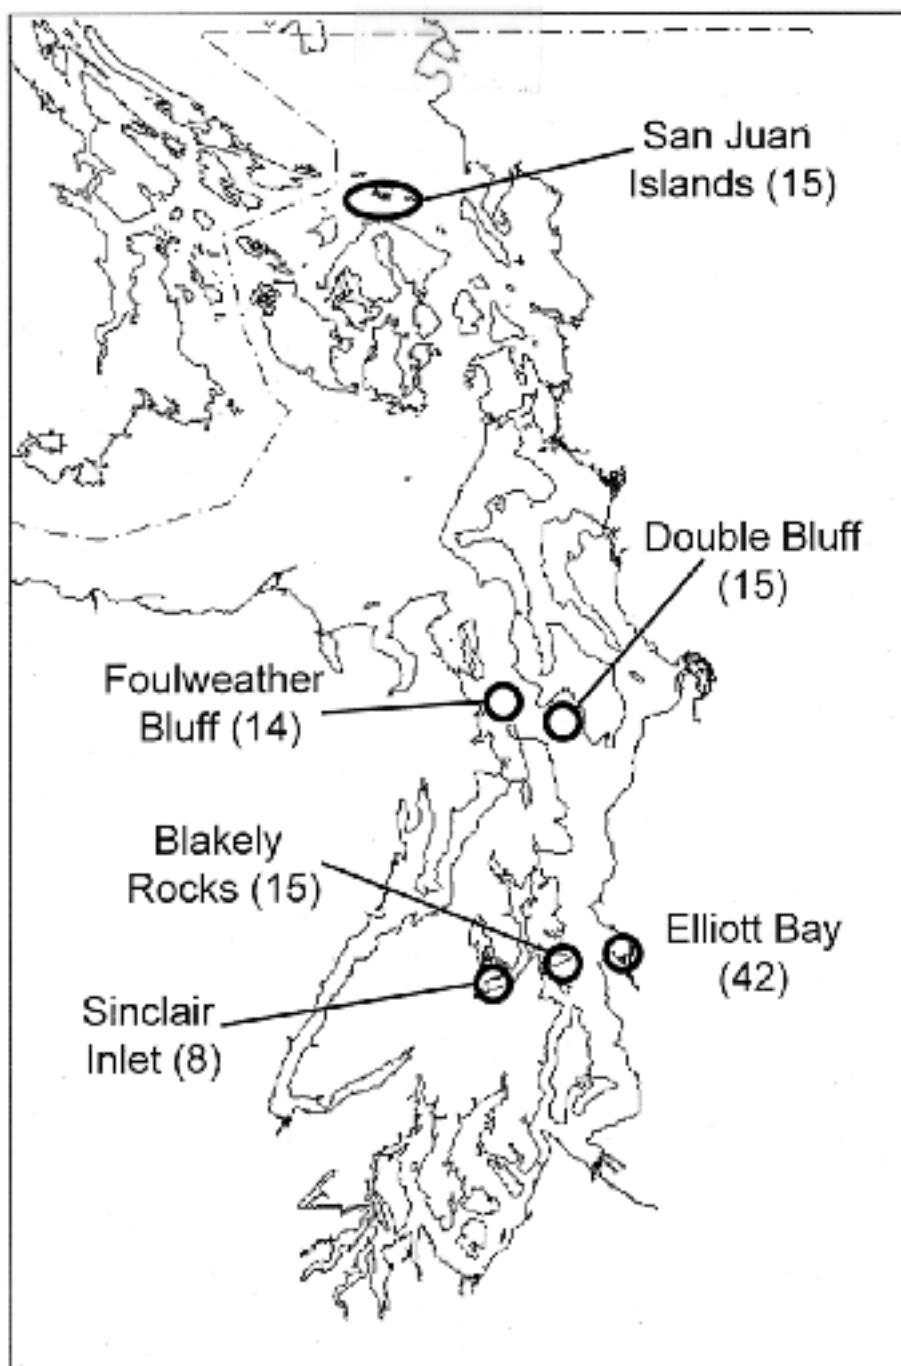 San Juan
Islands (15)
Double Bluff
(15)
Foulweather
Bluff (14)
Blakely
Rocks (15)
Elliott Bay
(42)
Sinclair
Inlet (8)